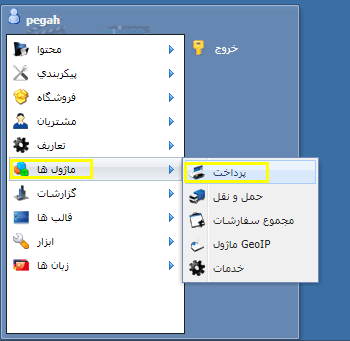 pegah
محتوا
پیکربندي
فروشگاه
مشتریان
تعاریف
ماژول ها
گزارشات
قالب ها
ابزار
زبان ها
خروج
پرداخت
حمل و نقل
مجموع سفارشات
ماژول GeoIP
خدمات